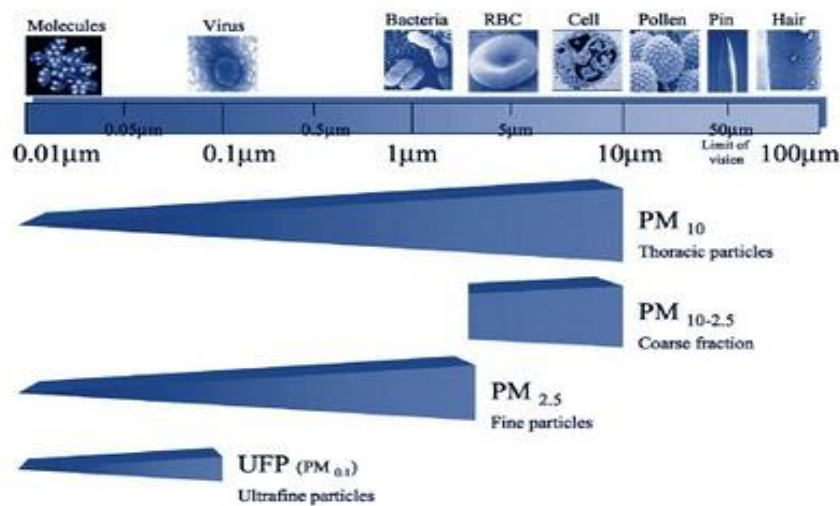 Molecules Virus Bacteria RBC Cell Pollen Pin Hair
0.05μm 0.5μm 5μm 50μm
0.01μm 0.1μm 1μm 10μm Limit of vision 100μm
PM 10
Thoracic particles
PM 10-2.5
Coarse fraction
PM 2.5
Fine particles
UFP (PM 0.1)
Ultrafine particles